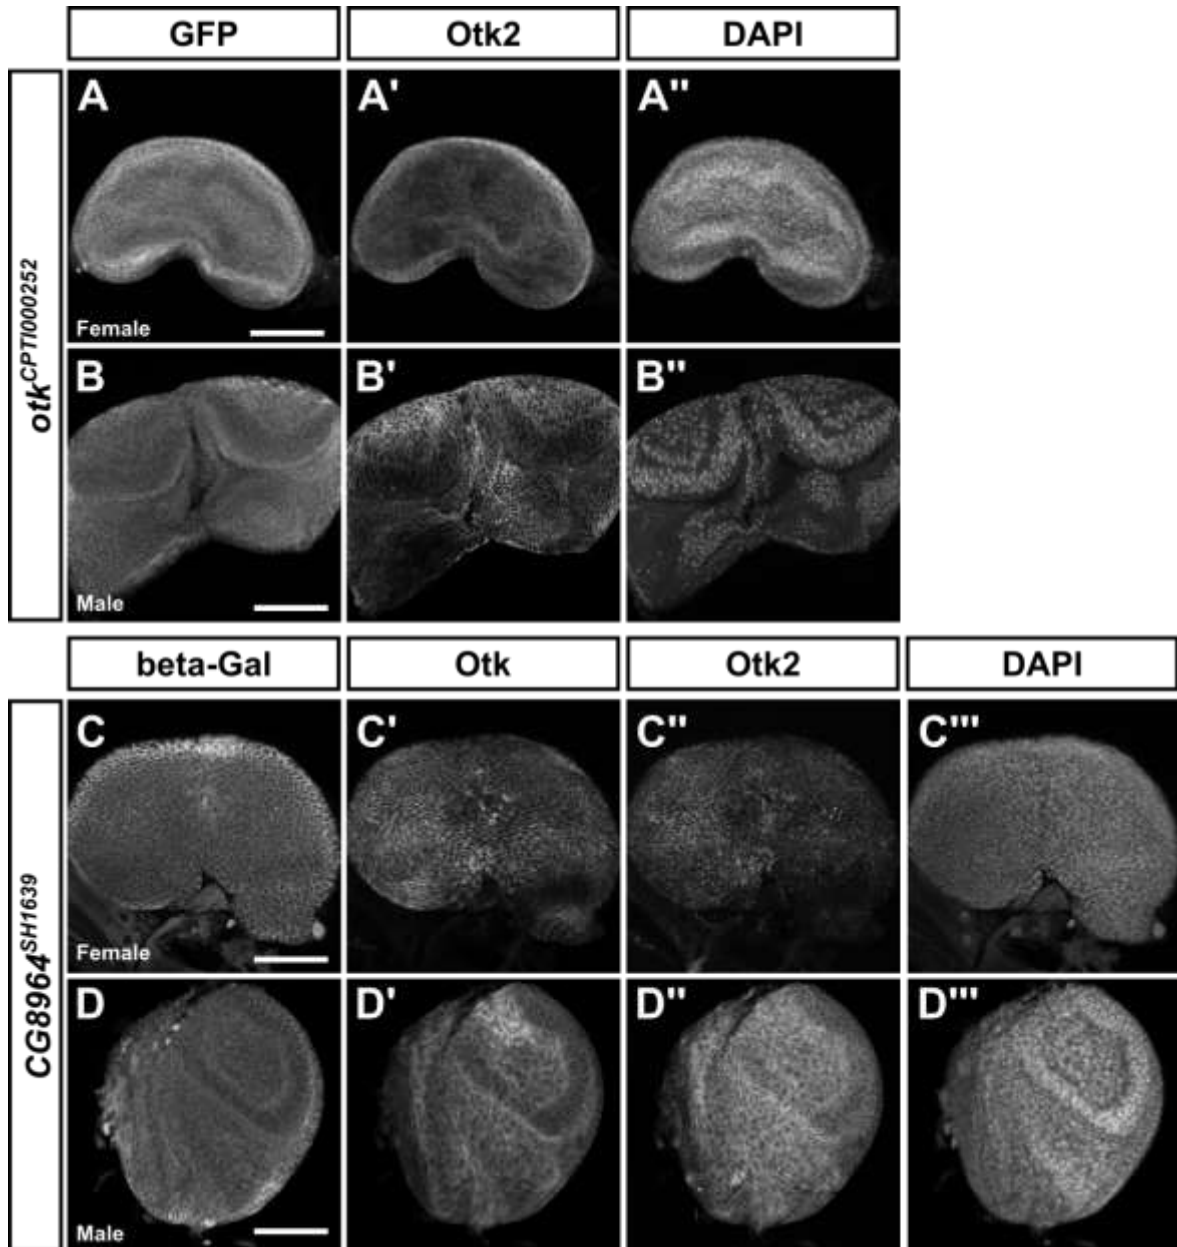 GFP Otk2 DAPI
otkCPTI000252
A A' A"
Female
B B' B"
Male
beta-Gal Otk Otk2 DAPI
CG8964SH1639
C C' C" C'"
Female
D D' D" D'"
Male